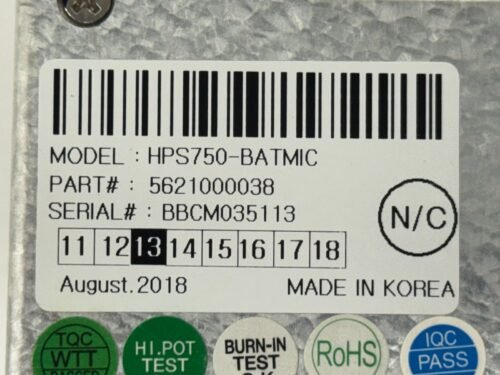 MODEL : HPS750-BATMIC
PART# : 5621000038
SERIAL# : BBCM035113
N/C
11 12 13 14 15 16 17 18
August.2018 MADE IN KOREA
TQC HI.POT BURN-IN RoHS IQC
WTT TEST TEST PASS